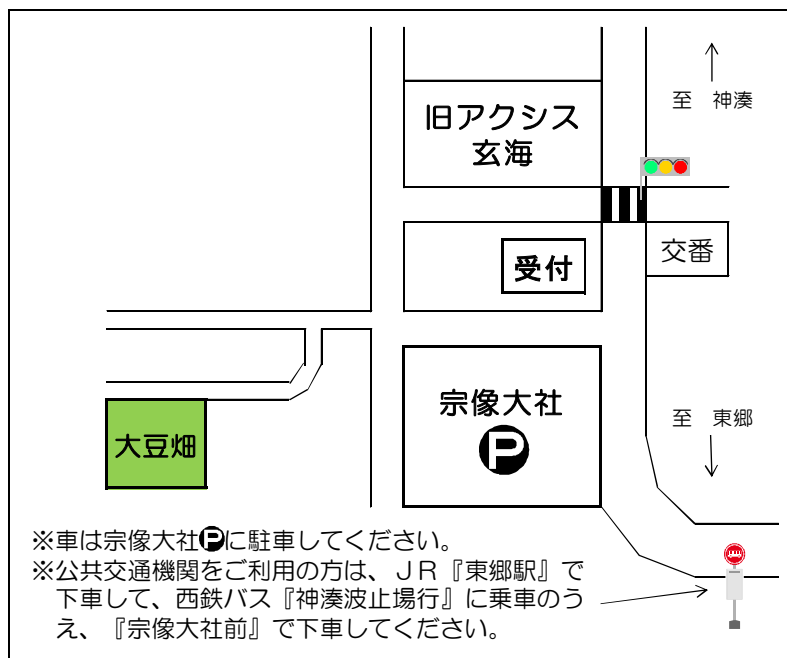 旧アクシス
玄海
至　神湊
受付
交番
宗像大社
P
至　東郷
大豆畑
※車は宗像大社Pに駐車してください。
※公共交通機関をご利用の方は、ＪＲ『東郷駅』で
下車して、西鉄バス『神湊波止場行』に乗車のう
え、『宗像大社前』で下車してください。